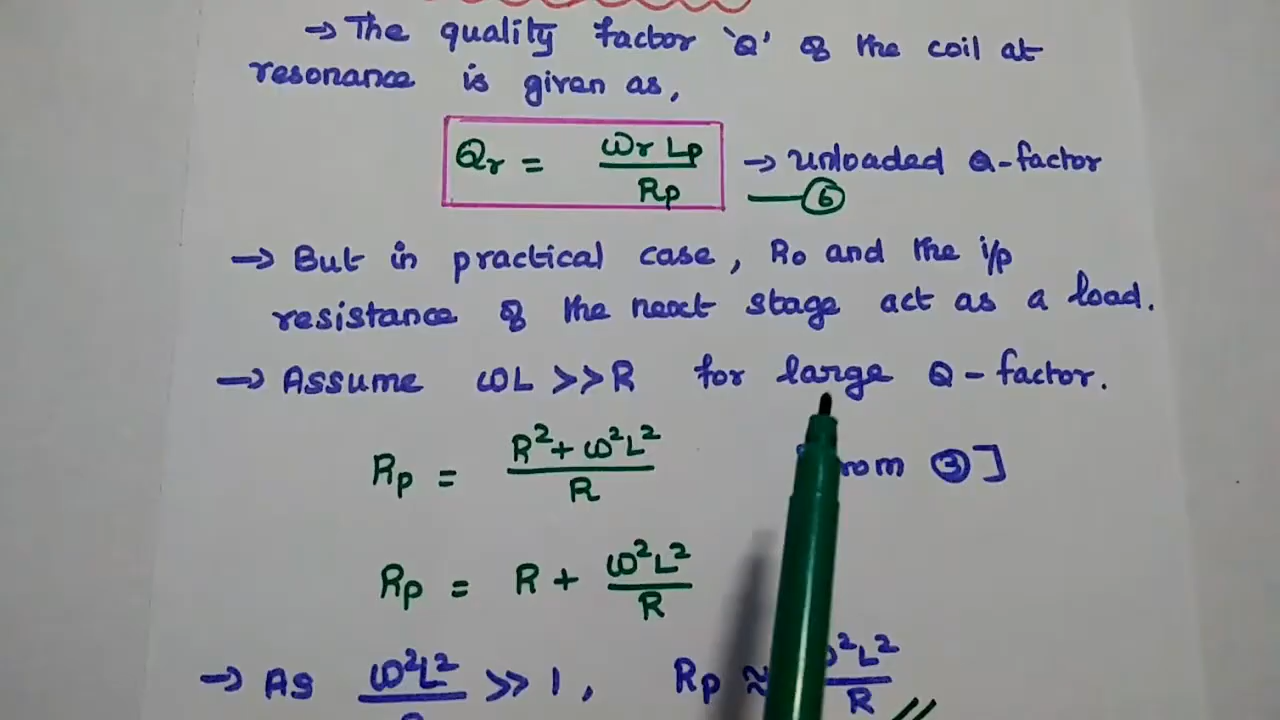 → The quality factor 'Q' of the coil at
resonance is given as,
Qr = ωr Lp / Rp → unloaded Q-factor
— ⑥
→ But in practical case, Ro and the i/p
resistance of the next stage act as a load.
→ Assume ωL >> R for large Q-factor.
Rp = R² + ω²L² / R rom ③]
Rp = R + ω²L² / R
→ As ω²L² >> 1, Rp ≈ ²L² / R //